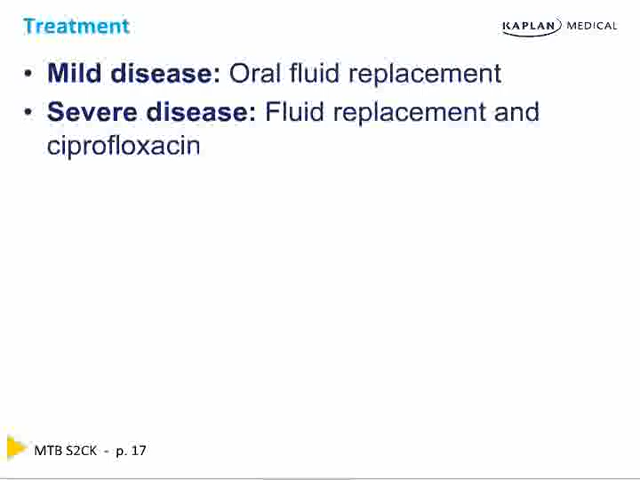 Treatment
KAPLAN MEDICAL
• Mild disease: Oral fluid replacement
• Severe disease: Fluid replacement and
ciprofloxacin
MTB S2CK - p. 17